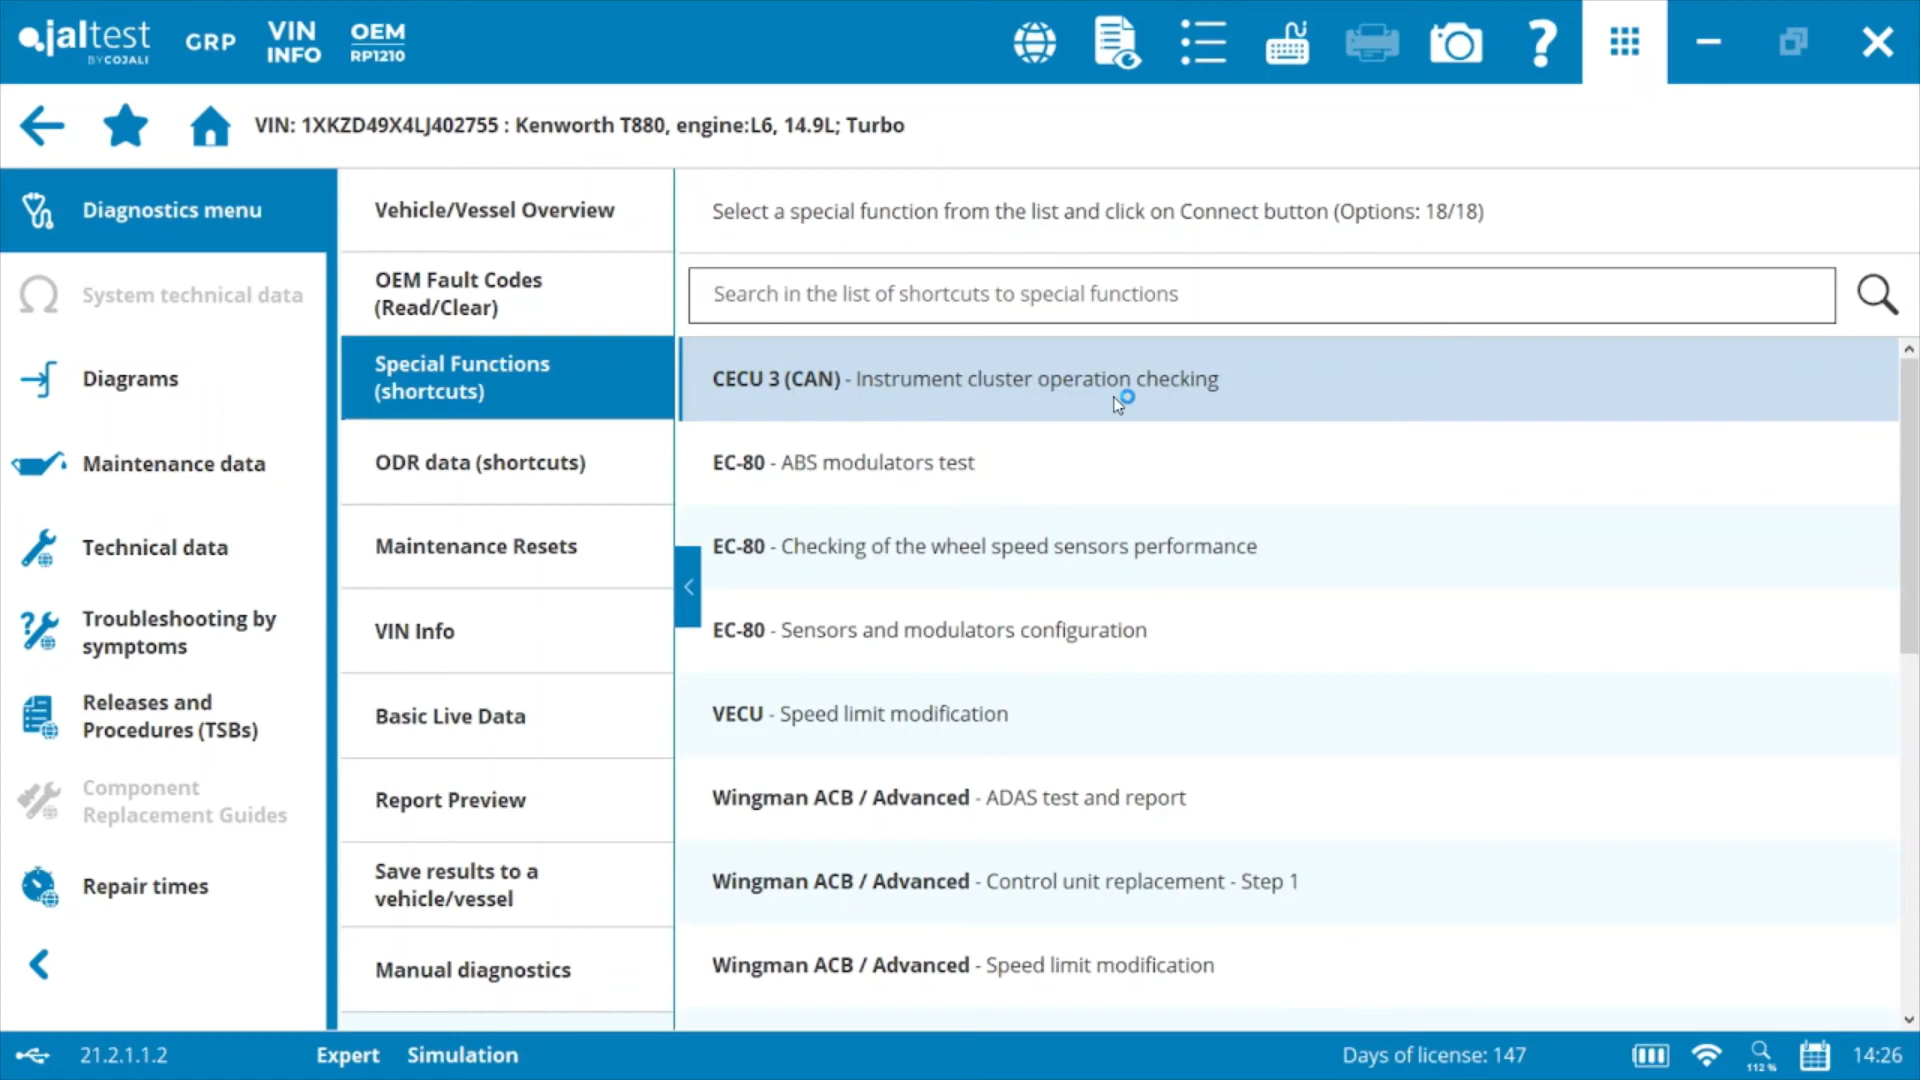 jaltest
BY COJALI
GRP
VIN
INFO
OEM
RP1210
VIN: 1XKZD49X4LJ402755 : Kenworth T880, engine:L6, 14.9L; Turbo
Diagnostics menu
System technical data
Diagrams
Maintenance data
Technical data
Troubleshooting by
symptoms
Releases and
Procedures (TSBs)
Component
Replacement Guides
Repair times
Vehicle/Vessel Overview
OEM Fault Codes
(Read/Clear)
Special Functions
(shortcuts)
ODR data (shortcuts)
Maintenance Resets
VIN Info
Basic Live Data
Report Preview
Save results to a
vehicle/vessel
Manual diagnostics
Select a special function from the list and click on Connect button (Options: 18/18)
Search in the list of shortcuts to special functions
CECU 3 (CAN) - Instrument cluster operation checking
EC-80 - ABS modulators test
EC-80 - Checking of the wheel speed sensors performance
EC-80 - Sensors and modulators configuration
VECU - Speed limit modification
Wingman ACB / Advanced - ADAS test and report
Wingman ACB / Advanced - Control unit replacement - Step 1
Wingman ACB / Advanced - Speed limit modification
21.2.1.1.2
Expert
Simulation
Days of license: 147
112 %
14:26